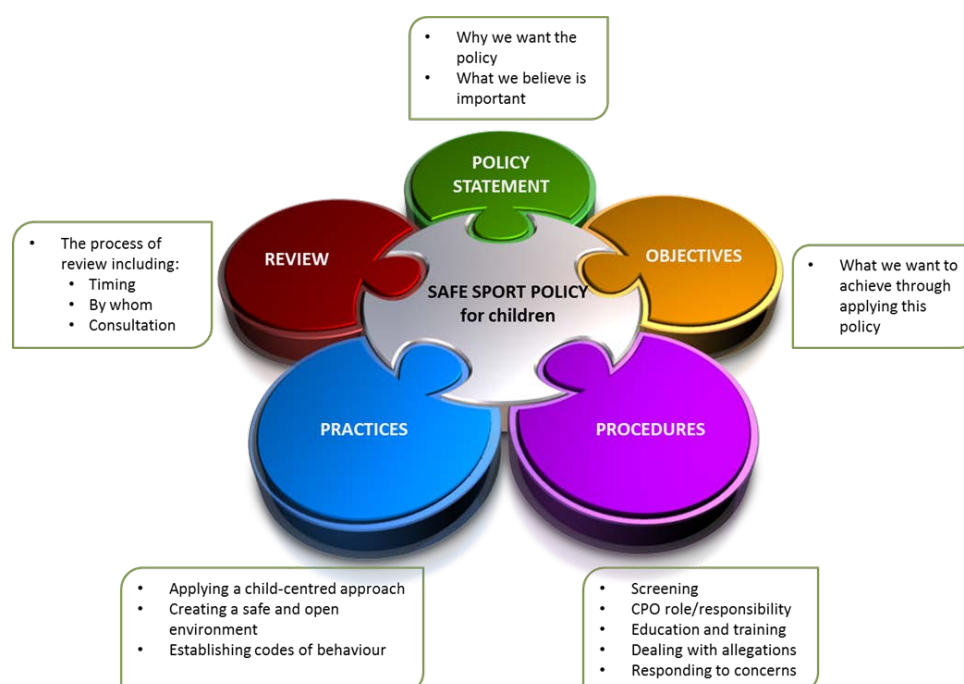 • Why we want the
policy
• What we believe is
important
POLICY
STATEMENT
• The process of
review including:
• Timing
• By whom
• Consultation
REVIEW
OBJECTIVES
• What we want to
achieve through
applying this
policy
SAFE SPORT POLICY
for children
PRACTICES
PROCEDURES
• Applying a child-centred approach
• Creating a safe and open
environment
• Establishing codes of behaviour
• Screening
• CPO role/responsibility
• Education and training
• Dealing with allegations
• Responding to concerns